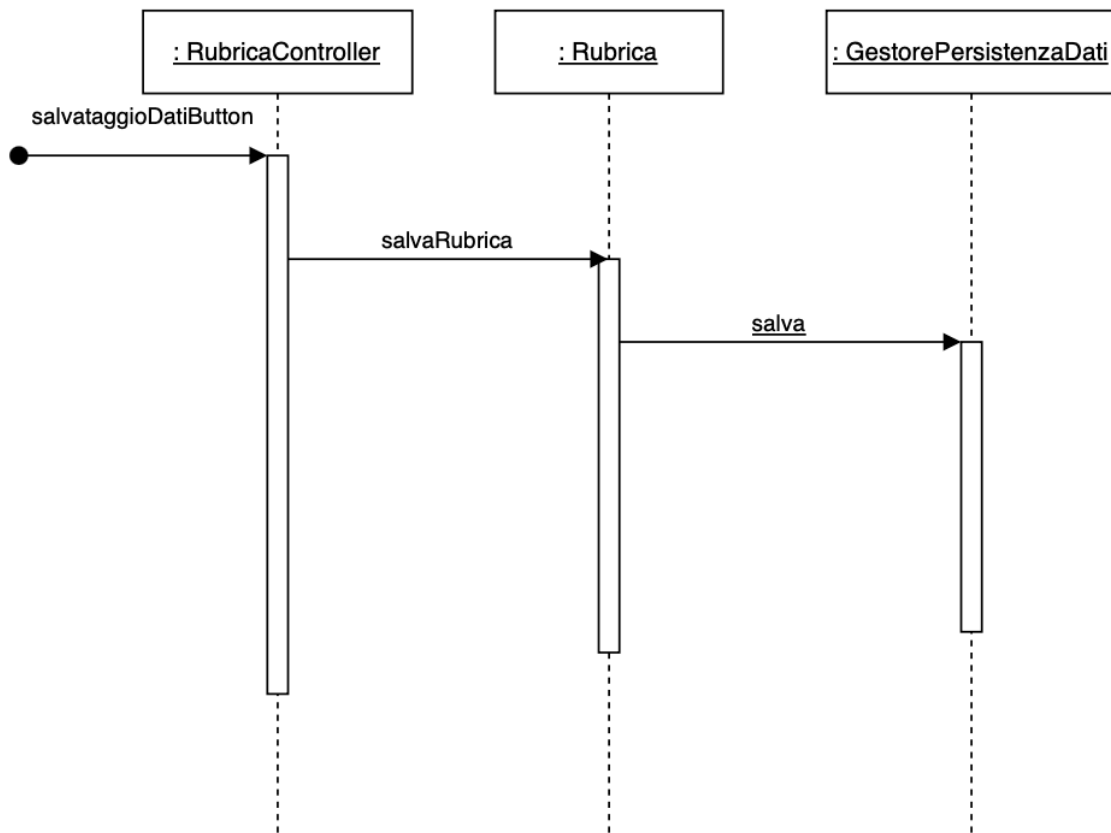 : RubricaController
: Rubrica
: GestorePersistenzaDati
salvataggioDatiButton
salvaRubrica
salva